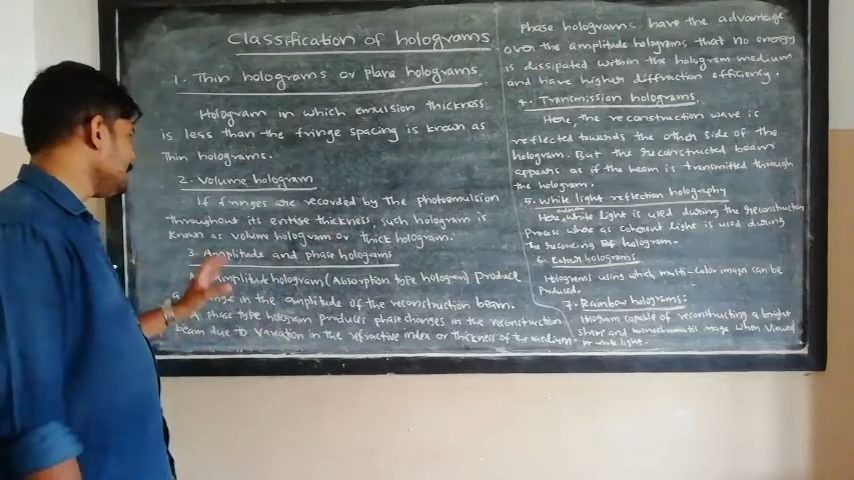 Classification of holograms
1. Thin holograms or plane holograms.
Hologram in which emulsion thickness
is less than the fringe spacing is known as
Thin holograms.
2. Volume hologram
If fringes are recorded by the photoemulsion
throughout its entire thickness, such hologram is
known as volume hologram or thick hologram.
3. Amplitude and phase holograms
Amplitude hologram (Absorption type hologram) produce
in the amplitude of the reconstruction beam.
A phase type hologram produces phase changes in the reconstruction
beam due to variation in the refractive index or thickness of the medium
Phase holograms have the advantage
over the amplitude holograms that no energy
is dissipated within the hologram medium
and have higher diffraction efficiency.
4. Transmission holograms
Here, the reconstruction wave is
reflected towards the other side of the
hologram. But the reconstructed beam
appears as if the beam is transmitted through
the hologram.
5. White light reflection holography
Here, white light is used during the reconstructing
process where as coherent light is used during
the recording of hologram.
6. Colour holograms
Holograms using which multi-color image can be
produced.
7. Rainbow holograms:
Hologram capable of reconstructing a bright
sharp and monochromatic image when viewed
in white light.